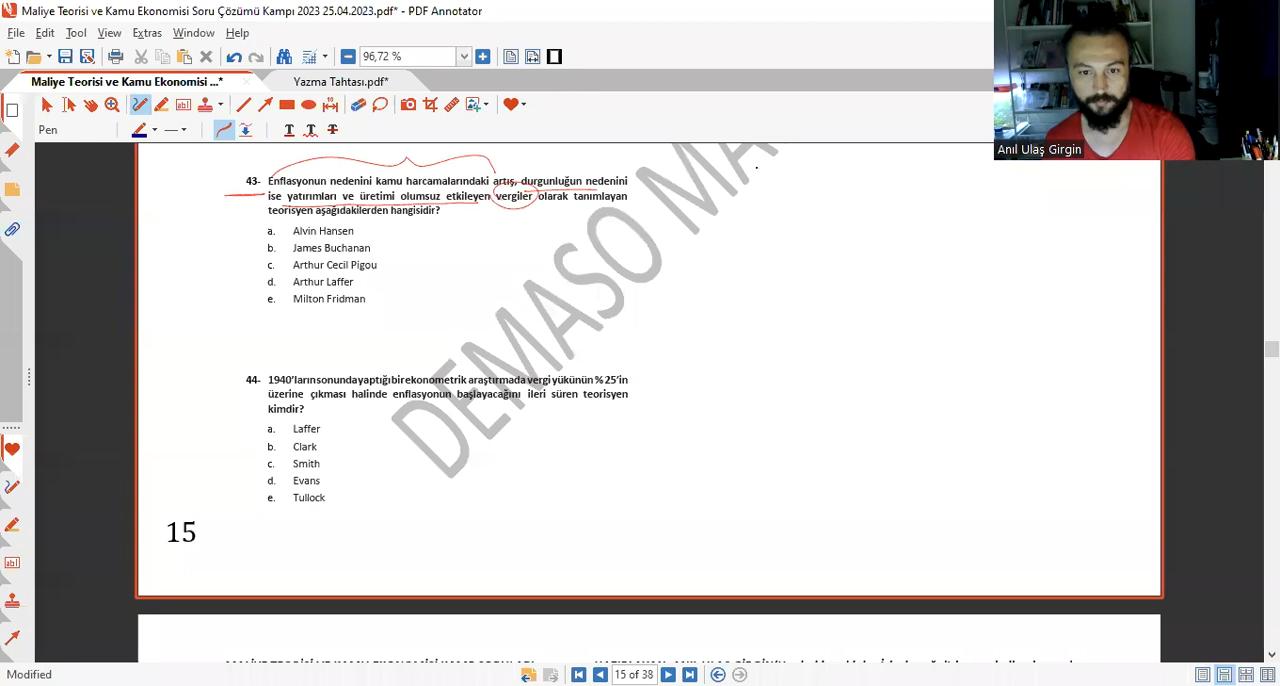 Maliye Teorisi ve Kamu Ekonomisi Soru Çözümü Kampı 2023 25.04.2023.pdf* - PDF Annotator
File Edit Tool View Extras Window Help
96,72 %
Maliye Teorisi ve Kamu Ekonomisi ...* Yazma Tahtası.pdf*
Pen
Anıl Ulaş Girgin
43- Enflasyonun nedenini kamu harcamalarındaki artış, durgunluğun nedenini
ise yatırımları ve üretimi olumsuz etkileyen vergiler olarak tanımlayan
teorisyen aşağıdakilerden hangisidir?
a. Alvin Hansen
b. James Buchanan
c. Arthur Cecil Pigou
d. Arthur Laffer
e. Milton Fridman
DEMASO MA
44- 1940'ların sonunda yaptığı bir ekonometrik araştırmada vergi yükünün %25'in
üzerine çıkması halinde enflasyonun başlayacağını ileri süren teorisyen
kimdir?
a. Laffer
b. Clark
c. Smith
d. Evans
e. Tullock
15
Modified
15 of 38